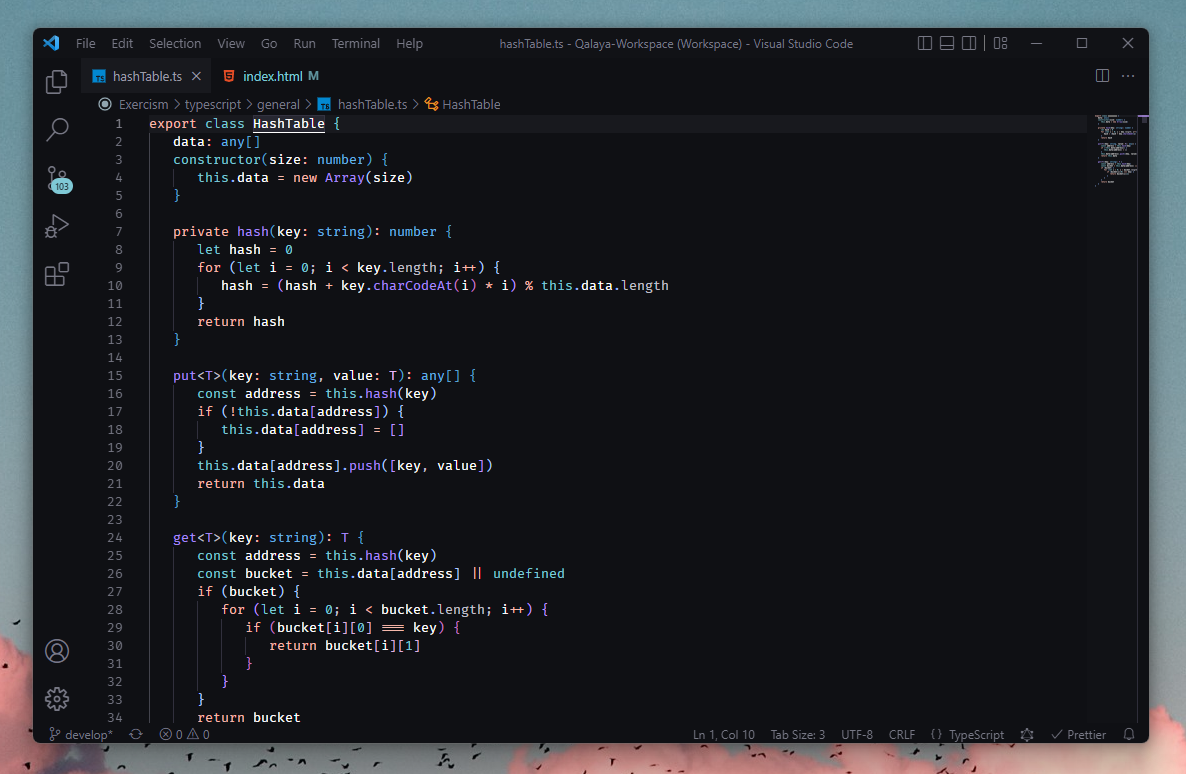 File Edit Selection View Go Run Terminal Help hashTable.ts - Qalaya-Workspace (Workspace) - Visual Studio Code
TS hashTable.ts index.html M
Exercism > typescript > general > TS hashTable.ts > HashTable
1 export class HashTable {
2 data: any[]
3 constructor(size: number) {
4 this.data = new Array(size)
5 }
6
7 private hash(key: string): number {
8 let hash = 0
9 for (let i = 0; i < key.length; i++) {
10 hash = (hash + key.charCodeAt(i) * i) % this.data.length
11 }
12 return hash
13 }
14
15 put<T>(key: string, value: T): any[] {
16 const address = this.hash(key)
17 if (!this.data[address]) {
18 this.data[address] = []
19 }
20 this.data[address].push([key, value])
21 return this.data
22 }
23
24 get<T>(key: string): T {
25 const address = this.hash(key)
26 const bucket = this.data[address] || undefined
27 if (bucket) {
28 for (let i = 0; i < bucket.length; i++) {
29 if (bucket[i][0] === key) {
30 return bucket[i][1]
31 }
32 }
33 }
34 return bucket
103
develop* 0 0 Ln 1, Col 10 Tab Size: 3 UTF-8 CRLF {} TypeScript Prettier